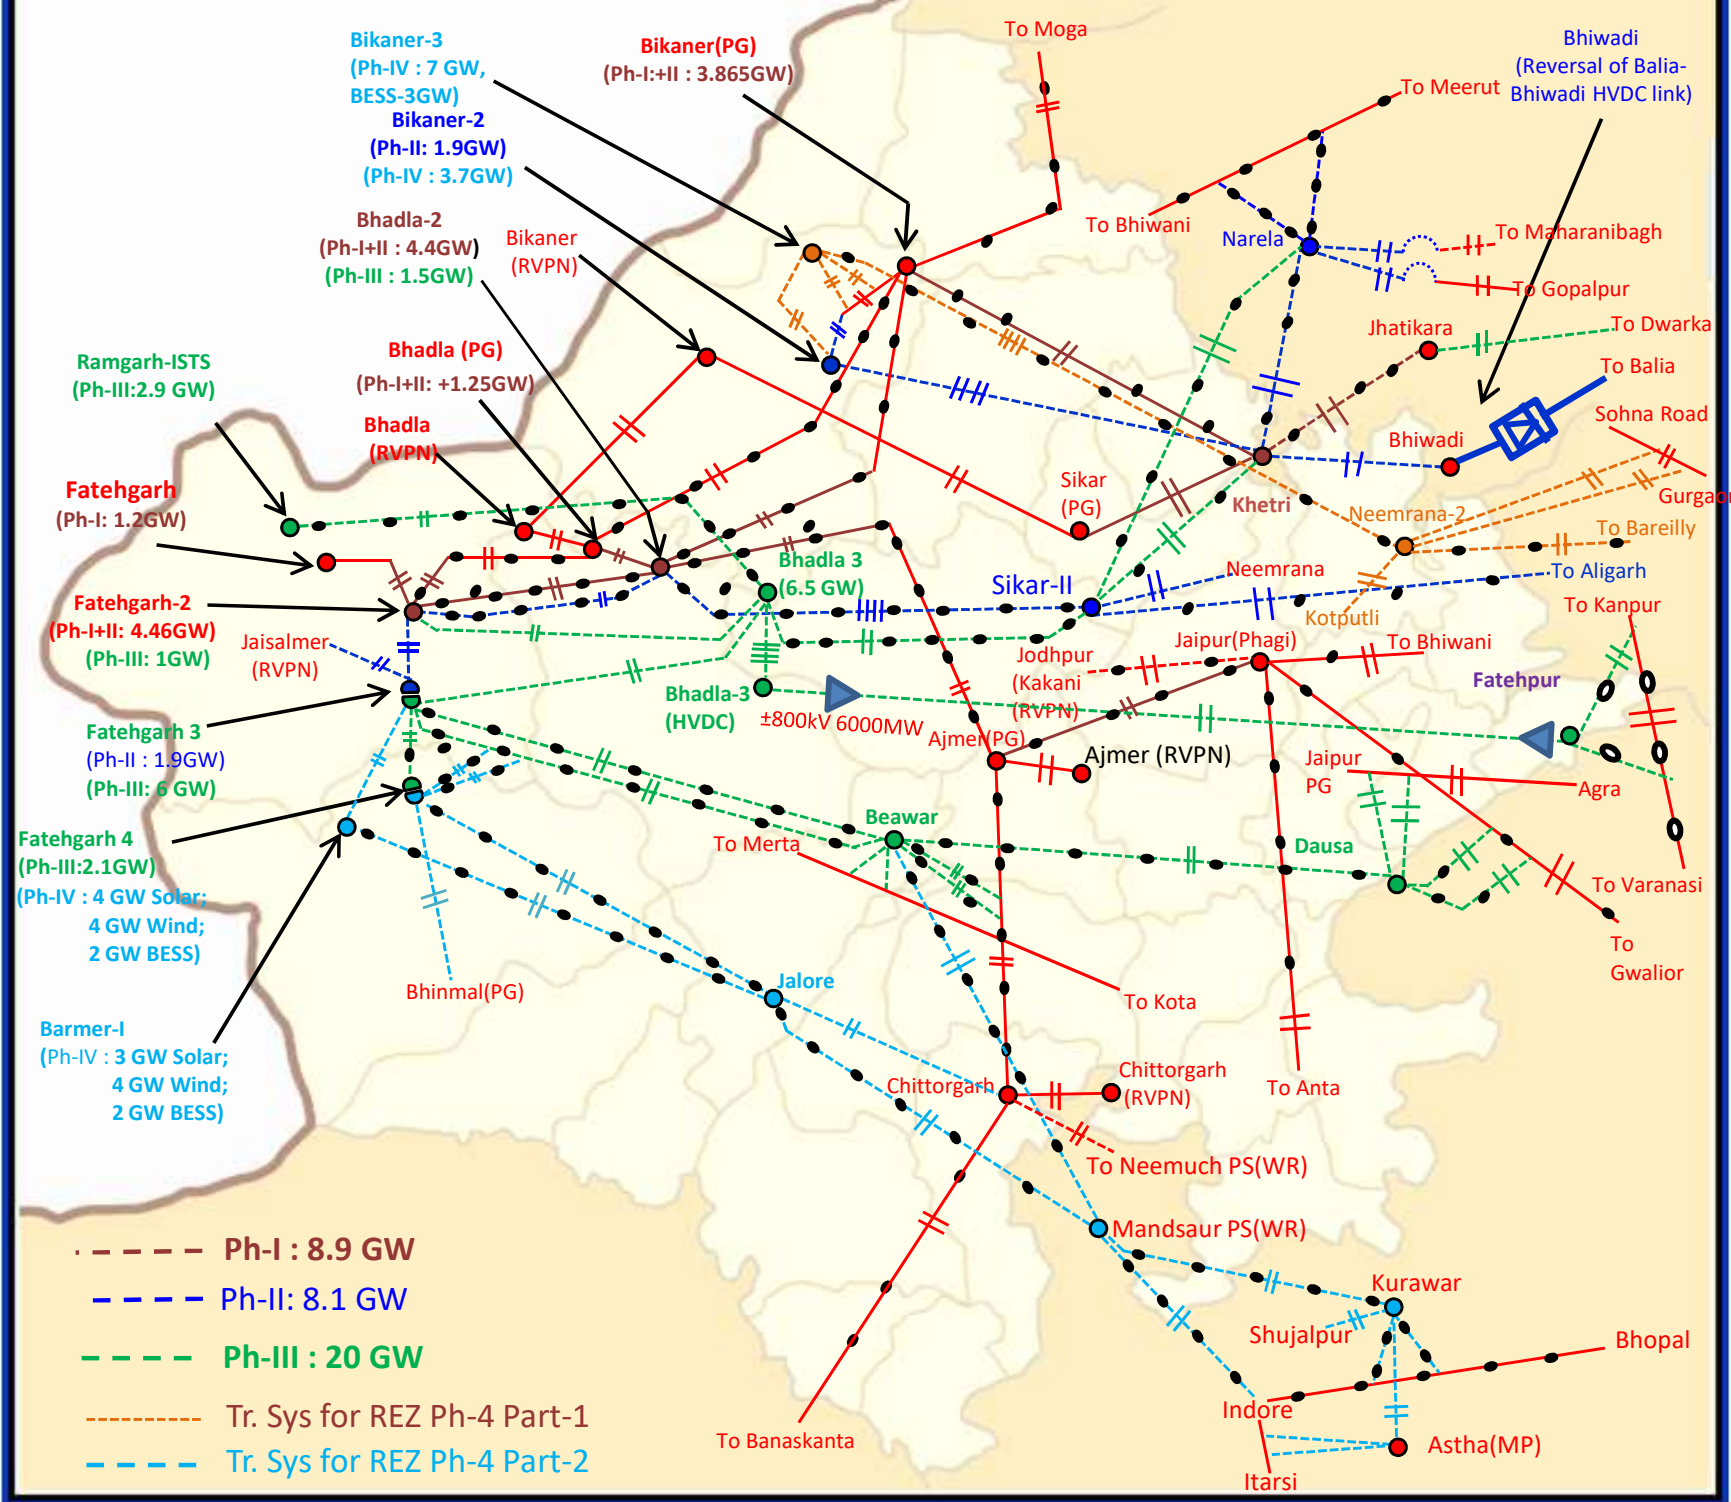 To Moga
Bikaner-3
(Ph-IV : 7 GW,
BESS-3GW)
Bikaner(PG)
(Ph-I:+II : 3.865GW)
Bhiwadi
(Reversal of Balia-
Bhiwadi HVDC link)
To Meerut
Bikaner-2
(Ph-II: 1.9GW)
(Ph-IV : 3.7GW)
Bhadla-2
(Ph-I+II : 4.4GW)
(Ph-III : 1.5GW)
Bikaner
(RVPN)
To Bhiwani
Narela
To Maharanibagh
To Gopalpur
Jhatikara
To Dwarka
To Balia
Ramgarh-ISTS
(Ph-III:2.9 GW)
Bhadla (PG)
(Ph-I+II: +1.25GW)
Bhadla
(RVPN)
Sohna Road
Bhiwadi
Fatehgarh
(Ph-I: 1.2GW)
Sikar
(PG)
Khetri
Gurgaon
Neemrana-2
To Bareilly
Bhadla 3
(6.5 GW)
Sikar-II
Neemrana
To Aligarh
Kotputli
To Kanpur
Fatehgarh-2
(Ph-I+II: 4.46GW)
(Ph-III: 1GW)
Jaisalmer
(RVPN)
Jodhpur
(Kakani
(RVPN)
Jaipur(Phagi)
To Bhiwani
Fatehpur
Bhadla-3
(HVDC)
±800kV 6000MW
Ajmer(PG)
Ajmer (RVPN)
Jaipur
PG
Agra
Fatehgarh 3
(Ph-II : 1.9GW)
(Ph-III: 6 GW)
Beawar
Dausa
To Merta
Fatehgarh 4
(Ph-III:2.1GW)
(Ph-IV : 4 GW Solar;
4 GW Wind;
2 GW BESS)
To Varanasi
To
Gwalior
Bhinmal(PG)
Jalore
To Kota
Barmer-I
(Ph-IV : 3 GW Solar;
4 GW Wind;
2 GW BESS)
Chittorgarh
Chittorgarh
(RVPN)
To Anta
To Neemuch PS(WR)
Mandsaur PS(WR)
Kurawar
Shujalpur
Bhopal
Indore
To Banaskanta
Astha(MP)
Itarsi
Ph-I : 8.9 GW
Ph-II: 8.1 GW
Ph-III : 20 GW
Tr. Sys for REZ Ph-4 Part-1
Tr. Sys for REZ Ph-4 Part-2